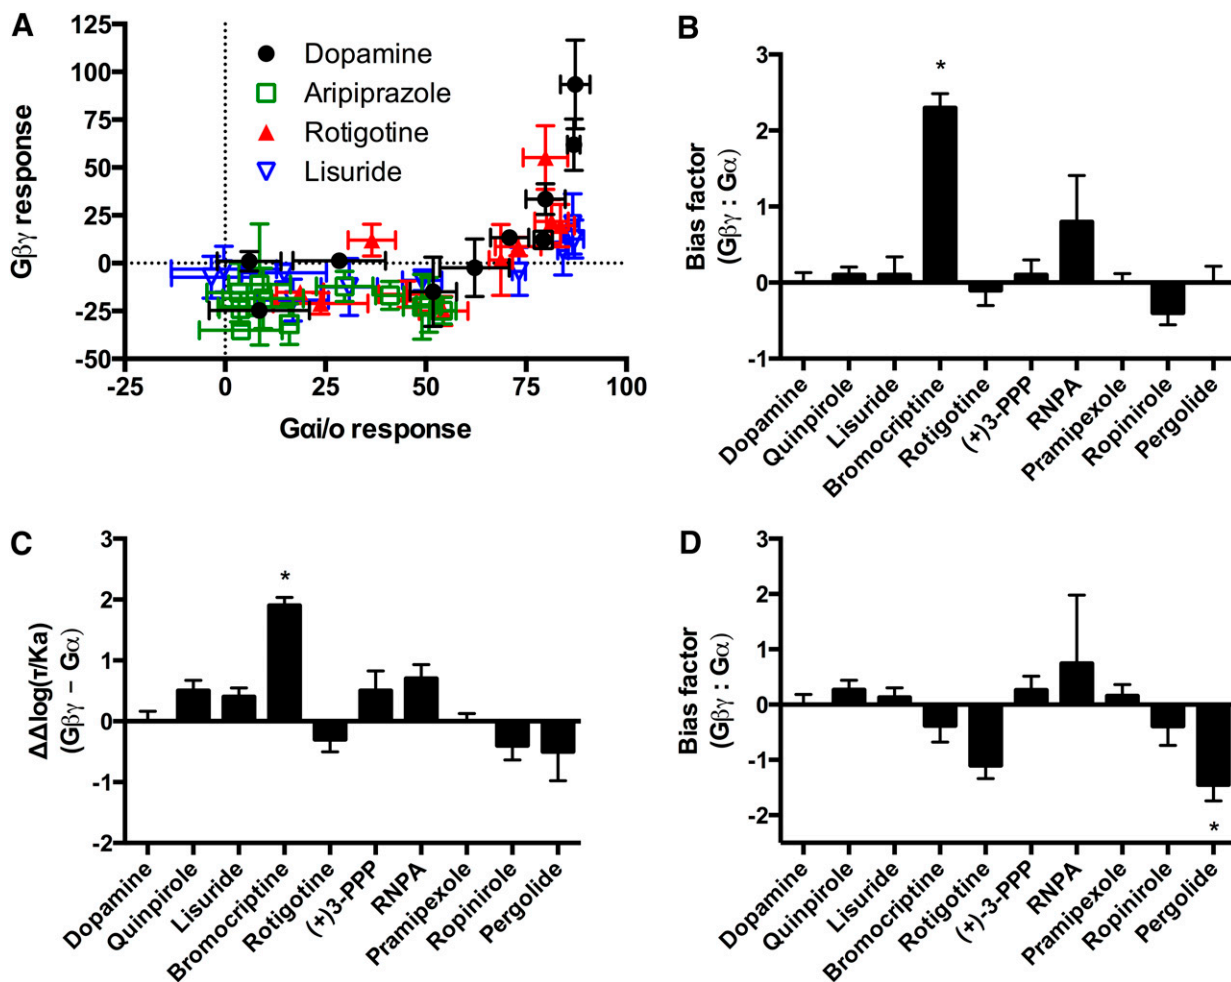 A
125
100
75
50
25
0
-25
-50
Gβγ response
Dopamine
Aripiprazole
Rotigotine
Lisuride
-25 0 25 50 75 100
Gαi/o response
B
3
2
1
0
-1
Bias factor
(Gβγ : Gα)
*
Dopamine
Quinpirole
Lisuride
Bromocriptine
Rotigotine
(+)3-PPP
RNPA
Pramipexole
Ropinirole
Pergolide
C
3
2
1
0
-1
-2
ΔΔlog(τ/Ka)
(Gβγ – Gα)
*
Dopamine
Quinpirole
Lisuride
Bromocriptine
Rotigotine
(+)3-PPP
RNPA
Pramipexole
Ropinirole
Pergolide
D
3
2
1
0
-1
-2
Bias factor
(Gβγ : Gα)
*
Dopamine
Quinpirole
Lisuride
Bromocriptine
Rotigotine
(+)-3-PPP
RNPA
Pramipexole
Ropinirole
Pergolide